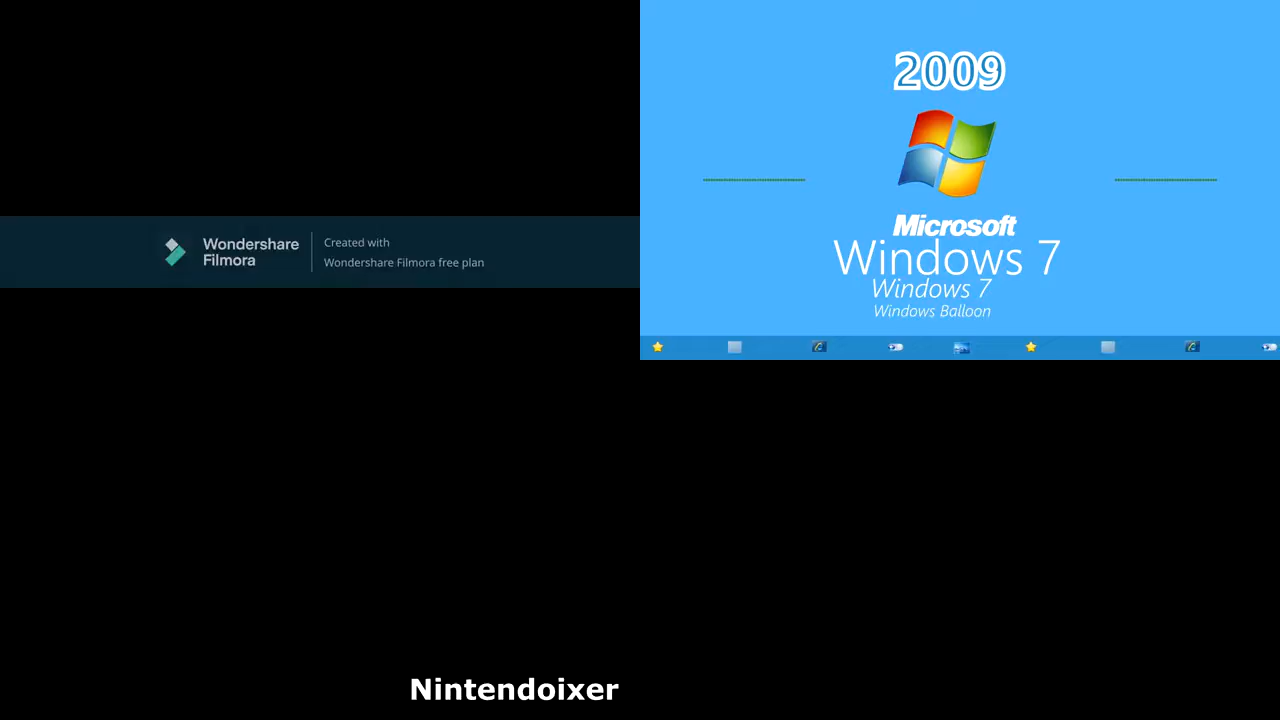 Wondershare
Filmora
Created with
Wondershare Filmora free plan
2009
Microsoft
Windows 7
Windows 7
Windows Balloon
Nintendoixer